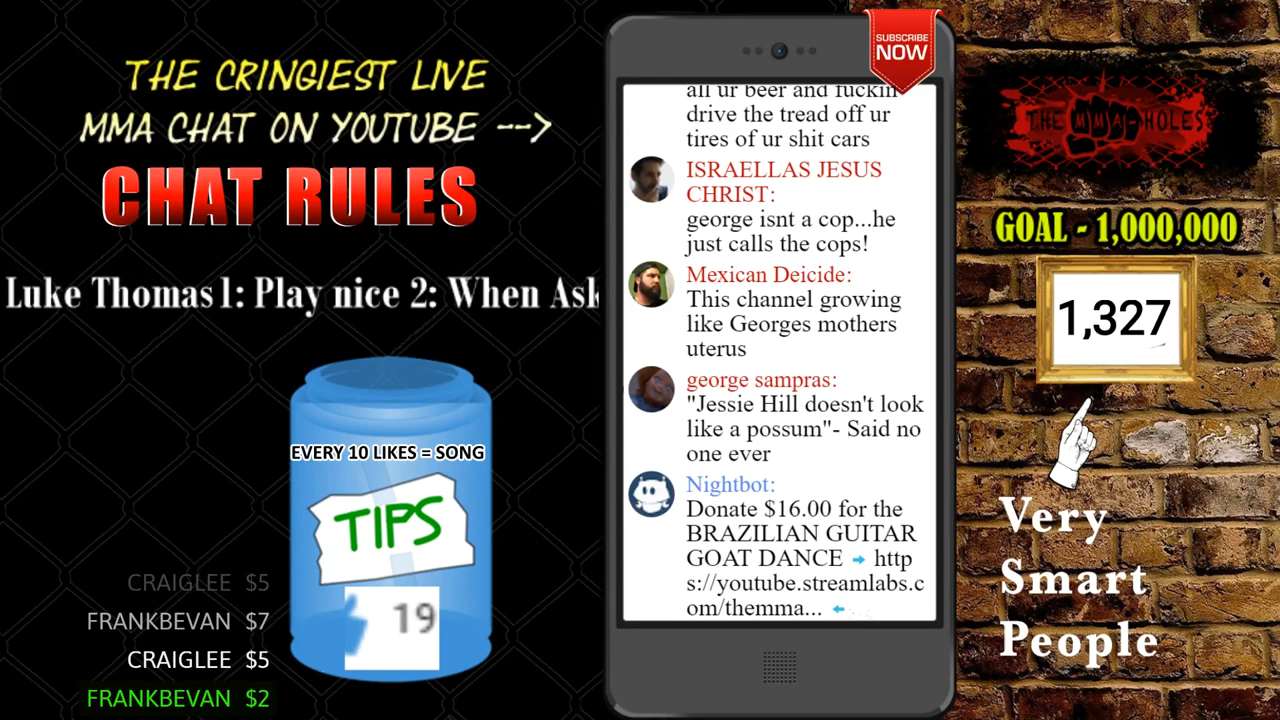 THE CRINGIEST LIVE
MMA CHAT ON YOUTUBE -->
CHAT RULES
Luke Thomas 1: Play nice 2: When Ask
EVERY 10 LIKES = SONG
TIPS
19
CRAIGLEE $5
FRANKBEVAN $7
CRAIGLEE $5
FRANKBEVAN $2
SUBSCRIBE
NOW
all ur beer and fuckin
drive the tread off ur
tires of ur shit cars
ISRAELLAS JESUS
CHRIST:
george isnt a cop...he
just calls the cops!
Mexican Deicide:
This channel growing
like Georges mothers
uterus
george sampras:
"Jessie Hill doesn't look
like a possum"- Said no
one ever
Nightbot:
Donate $16.00 for the
BRAZILIAN GUITAR
GOAT DANCE ➡ http
s://youtube.streamlabs.c
om/themma... ⬅
THE MMA-HOLES
GOAL - 1,000,000
1,327
Very
Smart
People